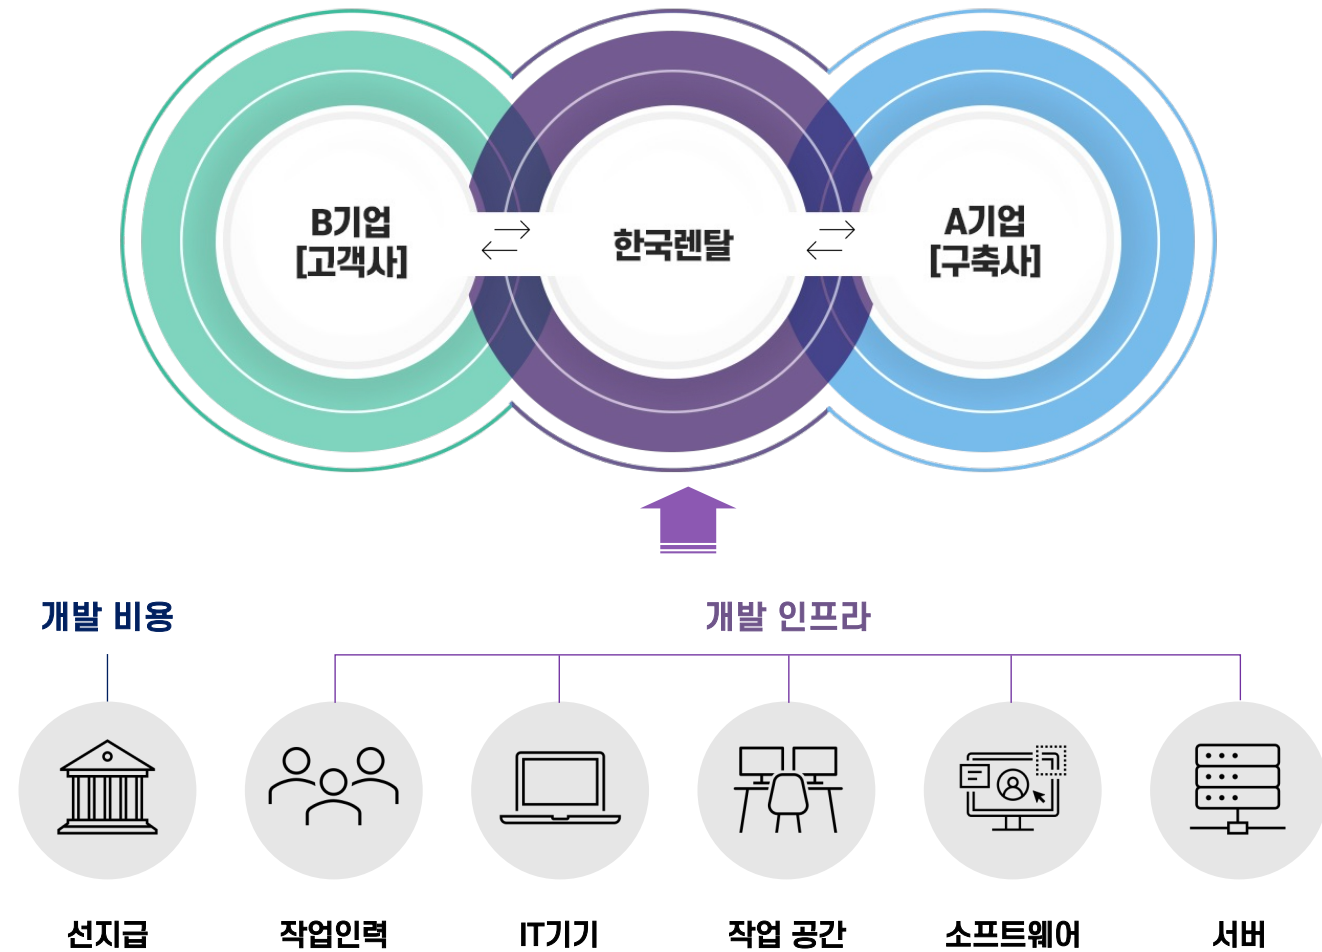 B기업
[고객사]
한국렌탈
A기업
[구축사]
개발 비용
개발 인프라
선지급
작업인력
IT기기
작업 공간
소프트웨어
서버